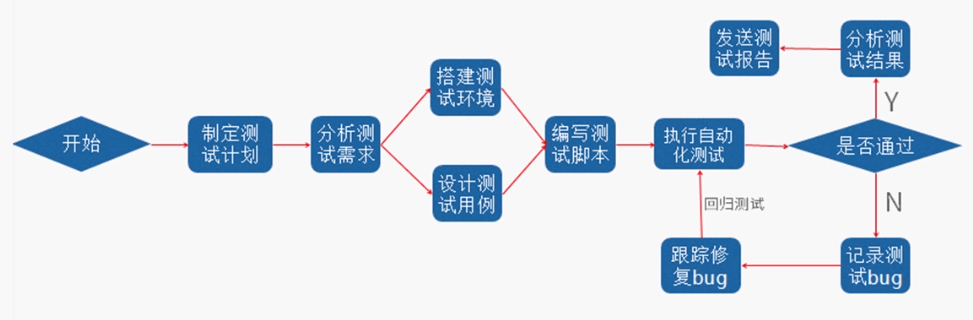 开始
制定测
试计划
分析测
试需求
搭建测
试环境
设计测
试用例
编写测
试脚本
执行自动
化测试
是否通过
Y
分析测
试结果
发送测
试报告
N
记录测
试bug
跟踪修
复bug
回归测试